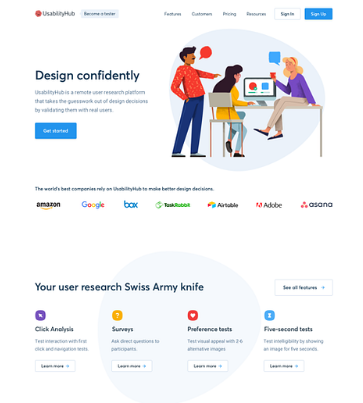 UsabilityHub
Become a tester
Features Customers Pricing Resources Sign In Sign Up
Design confidently
UsabilityHub is a remote user research platform
that takes the guesswork out of design decisions
by validating them with real users.
Get started
The world's best companies rely on UsabilityHub to make better design decisions.
amazon Google box TaskRabbit Airtable Adobe asana
Your user research Swiss Army knife
See all features →
Click Analysis
Test interaction with first
click and navigation tests.
Learn more →
Surveys
Ask direct questions to
participants.
Learn more →
Preference tests
Test visual appeal with 2-6
alternative images.
Learn more →
Five-second tests
Test intelligibility by showing
an image for five seconds.
Learn more →